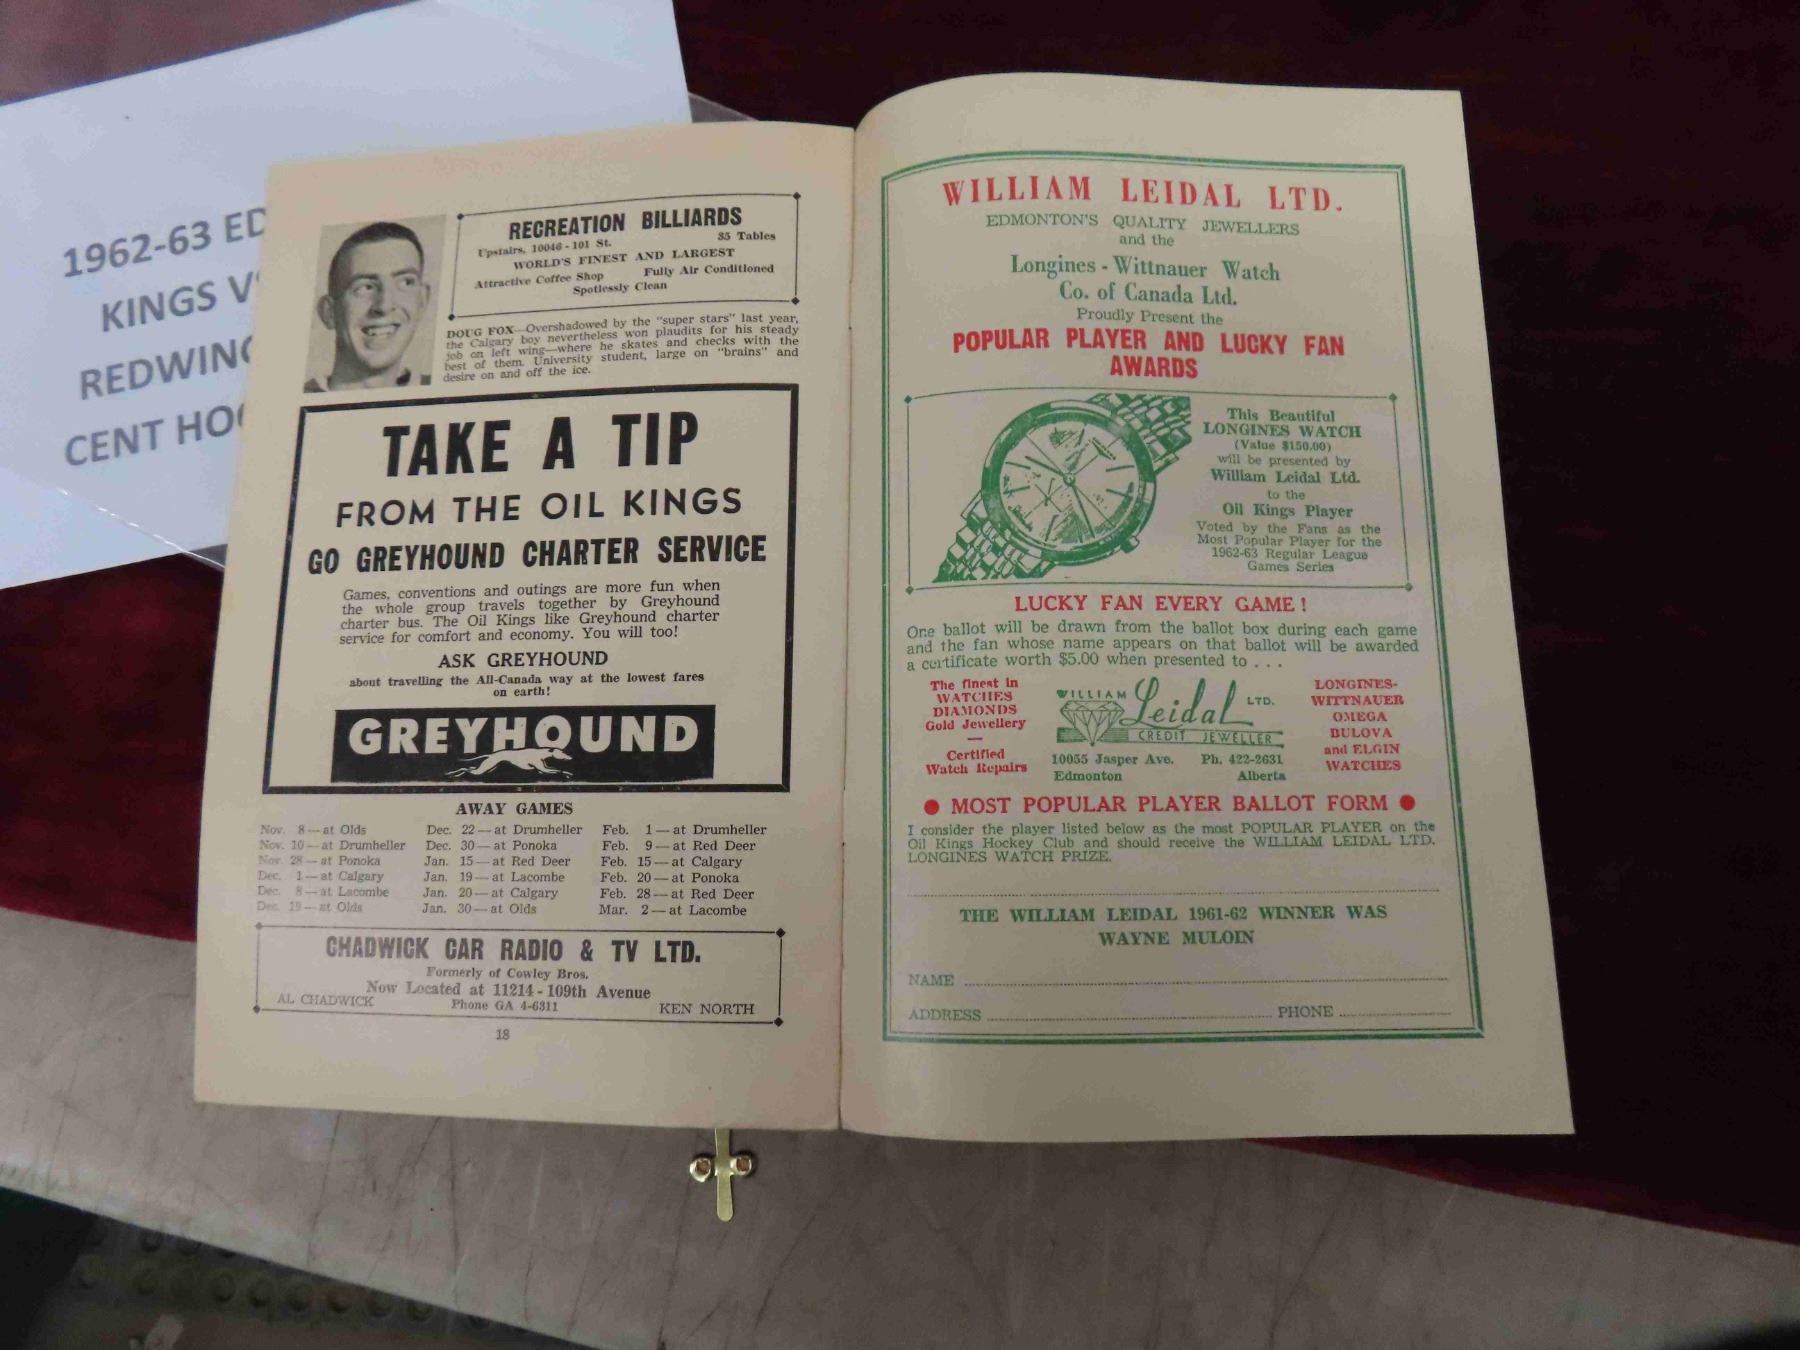 1962-63 ED
KINGS V
REDWING
CENT HO
RECREATION BILLIARDS
Upstairs, 10046 - 101 St. 35 Tables
WORLD'S FINEST AND LARGEST
Attractive Coffee Shop Fully Air Conditioned
Spotlessly Clean
DOUG FOX—Overshadowed by the "super stars" last year,
the Calgary boy nevertheless won plaudits for his steady
job on left wing—where he skates and checks with the
best of them. University student, large on "brains" and
desire on and off the ice.
TAKE A TIP
FROM THE OIL KINGS
GO GREYHOUND CHARTER SERVICE
Games, conventions and outings are more fun when
the whole group travels together by Greyhound
charter bus. The Oil Kings like Greyhound charter
service for comfort and economy. You will too!
ASK GREYHOUND
about travelling the All-Canada way at the lowest fares
on earth!
GREYHOUND
AWAY GAMES
Nov. 8—at Olds Dec. 22—at Drumheller Feb. 1—at Drumheller
Nov. 10—at Drumheller Dec. 30—at Ponoka Feb. 9—at Red Deer
Nov. 28—at Ponoka Jan. 15—at Red Deer Feb. 15—at Calgary
Dec. 1—at Calgary Jan. 19—at Lacombe Feb. 20—at Ponoka
Dec. 8—at Lacombe Jan. 20—at Calgary Feb. 28—at Red Deer
Dec. 19—at Olds Jan. 30—at Olds Mar. 2—at Lacombe
CHADWICK CAR RADIO & TV LTD.
Formerly of Cowley Bros.
Now Located at 11214 - 109th Avenue
AL CHADWICK Phone GA 4-6311 KEN NORTH
18
WILLIAM LEIDAL LTD.
EDMONTON'S QUALITY JEWELLERS
and the
Longines - Wittnauer Watch
Co. of Canada Ltd.
Proudly Present the
POPULAR PLAYER AND LUCKY FAN
AWARDS
This Beautiful
LONGINES WATCH
(Value $150.00)
will be presented by
William Leidal Ltd.
to the
Oil Kings Player
Voted by the Fans as the
Most Popular Player for the
1962-63 Regular League
Games Series
LUCKY FAN EVERY GAME!
One ballot will be drawn from the ballot box during each game
and the fan whose name appears on that ballot will be awarded
a certificate worth $5.00 when presented to . . .
The finest in
WATCHES
DIAMONDS
Gold Jewellery
—
Certified
Watch Repairs
WILLIAM Leidal LTD.
CREDIT JEWELLER
10055 Jasper Ave. Ph. 422-2631
Edmonton Alberta
LONGINES-
WITTNAUER
OMEGA
BULOVA
and ELGIN
WATCHES
● MOST POPULAR PLAYER BALLOT FORM ●
I consider the player listed below as the most POPULAR PLAYER on the
Oil Kings Hockey Club and should receive the WILLIAM LEIDAL LTD.
LONGINES WATCH PRIZE.
THE WILLIAM LEIDAL 1961-62 WINNER WAS
WAYNE MULOIN
NAME
ADDRESS PHONE